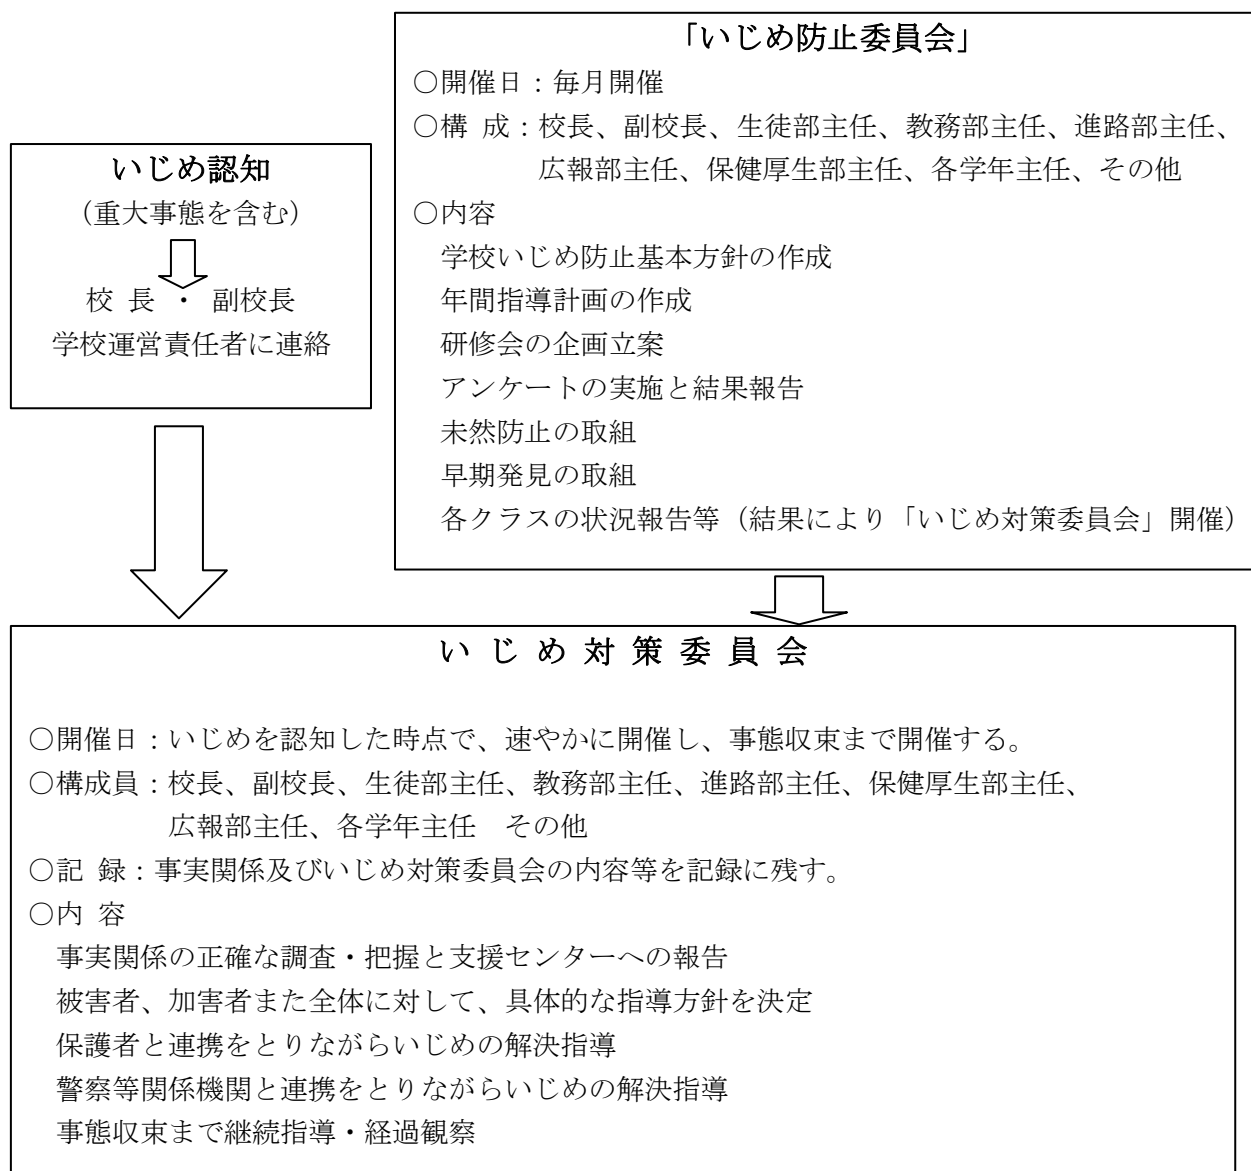 「いじめ防止委員会」
○開催日：毎月開催
○構 成：校長、副校長、生徒部主任、教務部主任、進路部主任、
広報部主任、保健厚生部主任、各学年主任、その他
○内容
学校いじめ防止基本方針の作成
年間指導計画の作成
研修会の企画立案
アンケートの実施と結果報告
未然防止の取組
早期発見の取組
各クラスの状況報告等（結果により「いじめ対策委員会」開催）
いじめ認知
（重大事態を含む）
校 長 ・ 副校長
学校運営責任者に連絡
い じ め 対 策 委 員 会
○開催日：いじめを認知した時点で、速やかに開催し、事態収束まで開催する。
○構成員：校長、副校長、生徒部主任、教務部主任、進路部主任、保健厚生部主任、
広報部主任、各学年主任　その他
○記 録：事実関係及びいじめ対策委員会の内容等を記録に残す。
○内 容
事実関係の正確な調査・把握と支援センターへの報告
被害者、加害者また全体に対して、具体的な指導方針を決定
保護者と連携をとりながらいじめの解決指導
警察等関係機関と連携をとりながらいじめの解決指導
事態収束まで継続指導・経過観察